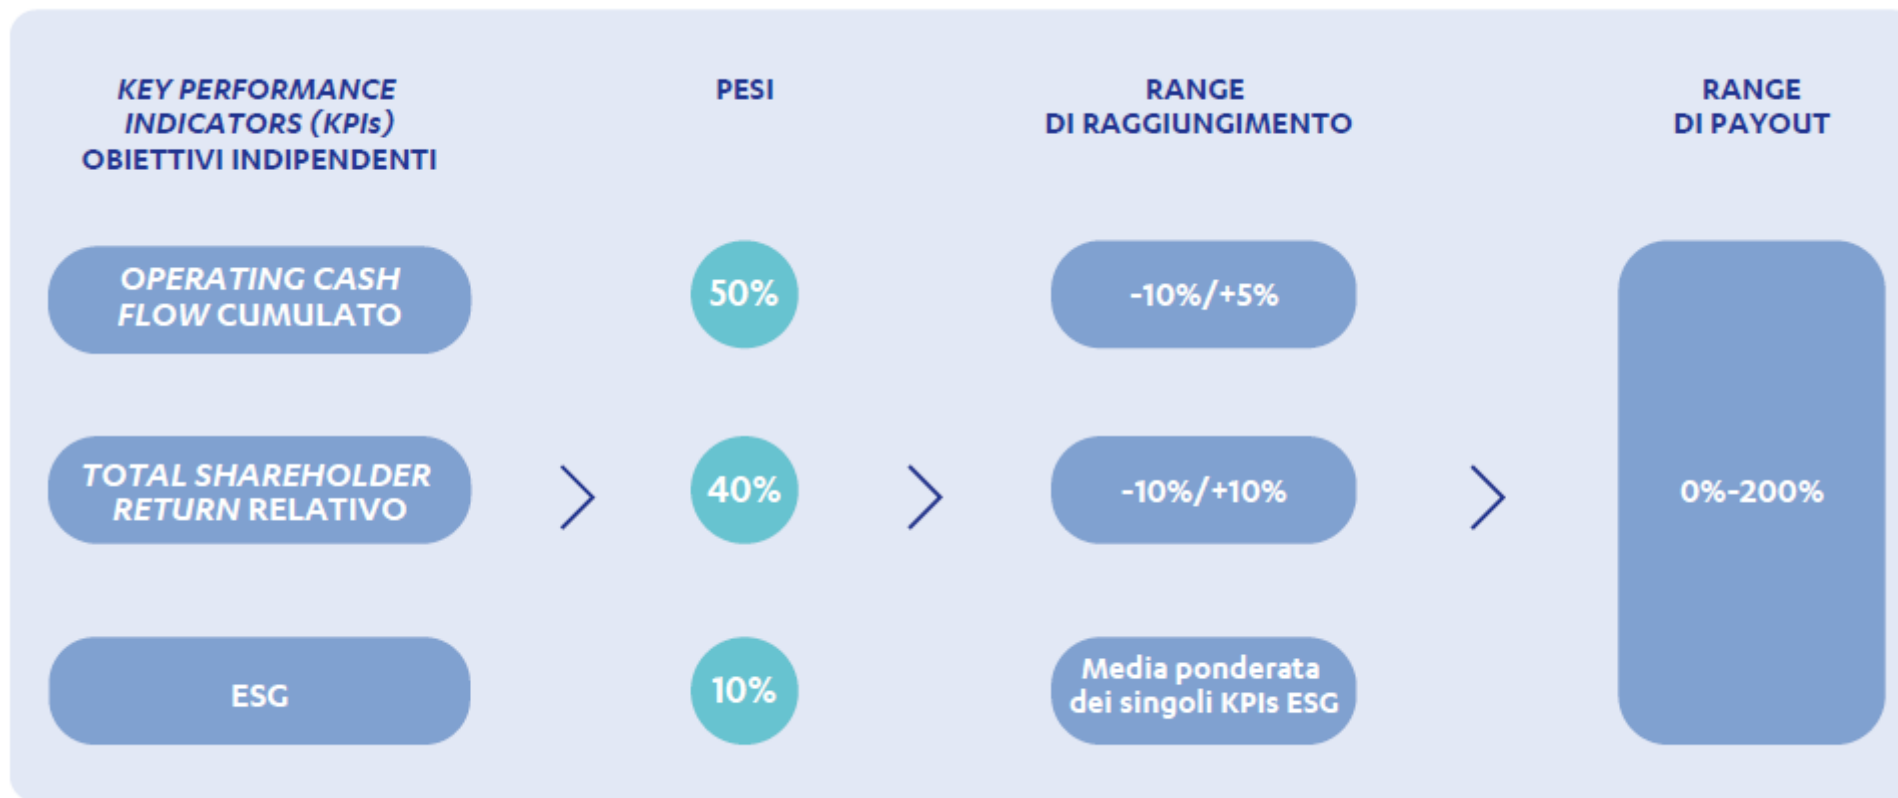 KEY PERFORMANCE
INDICATORS (KPIs)
OBIETTIVI INDIPENDENTI
PESI
RANGE
DI RAGGIUNGIMENTO
RANGE
DI PAYOUT
OPERATING CASH
FLOW CUMULATO
50%
-10%/+5%
TOTAL SHAREHOLDER
RETURN RELATIVO
40%
-10%/+10%
0%-200%
ESG
10%
Media ponderata
dei singoli KPIs ESG